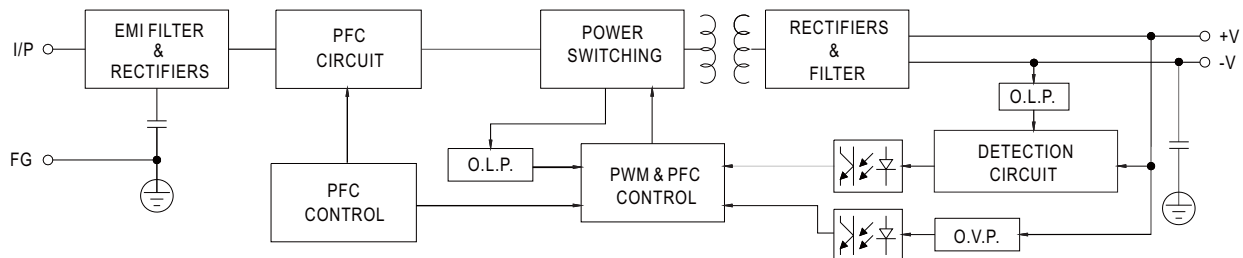 I/P
EMI FILTER
&
RECTIFIERS
PFC
CIRCUIT
POWER
SWITCHING
RECTIFIERS
&
FILTER
+V
-V
O.L.P.
FG
O.L.P.
DETECTION
CIRCUIT
PFC
CONTROL
PWM & PFC
CONTROL
O.V.P.